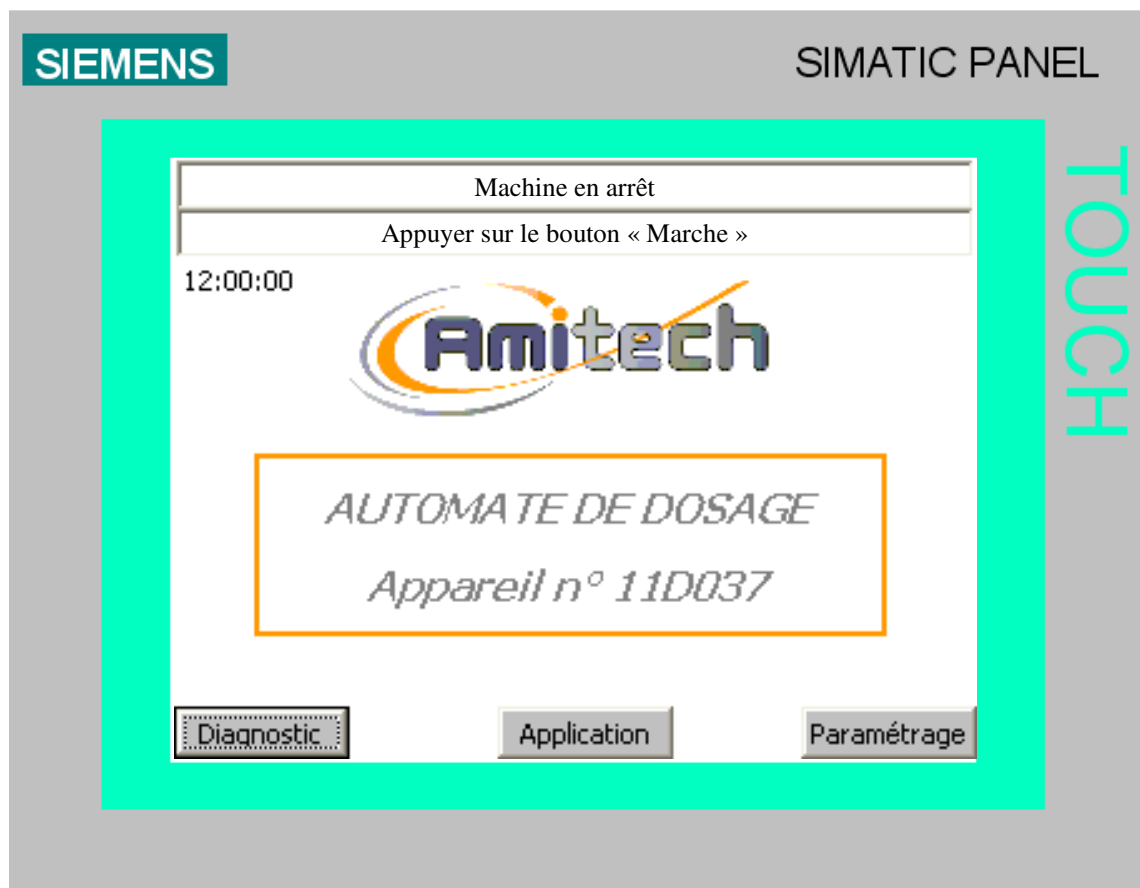 SIEMENS
SIMATIC PANEL
TOUCH
Machine en arrêt
Appuyer sur le bouton « Marche »
12:00:00
Amitech
AUTOMATE DE DOSAGE
Appareil n° 11D037
Diagnostic
Application
Paramétrage